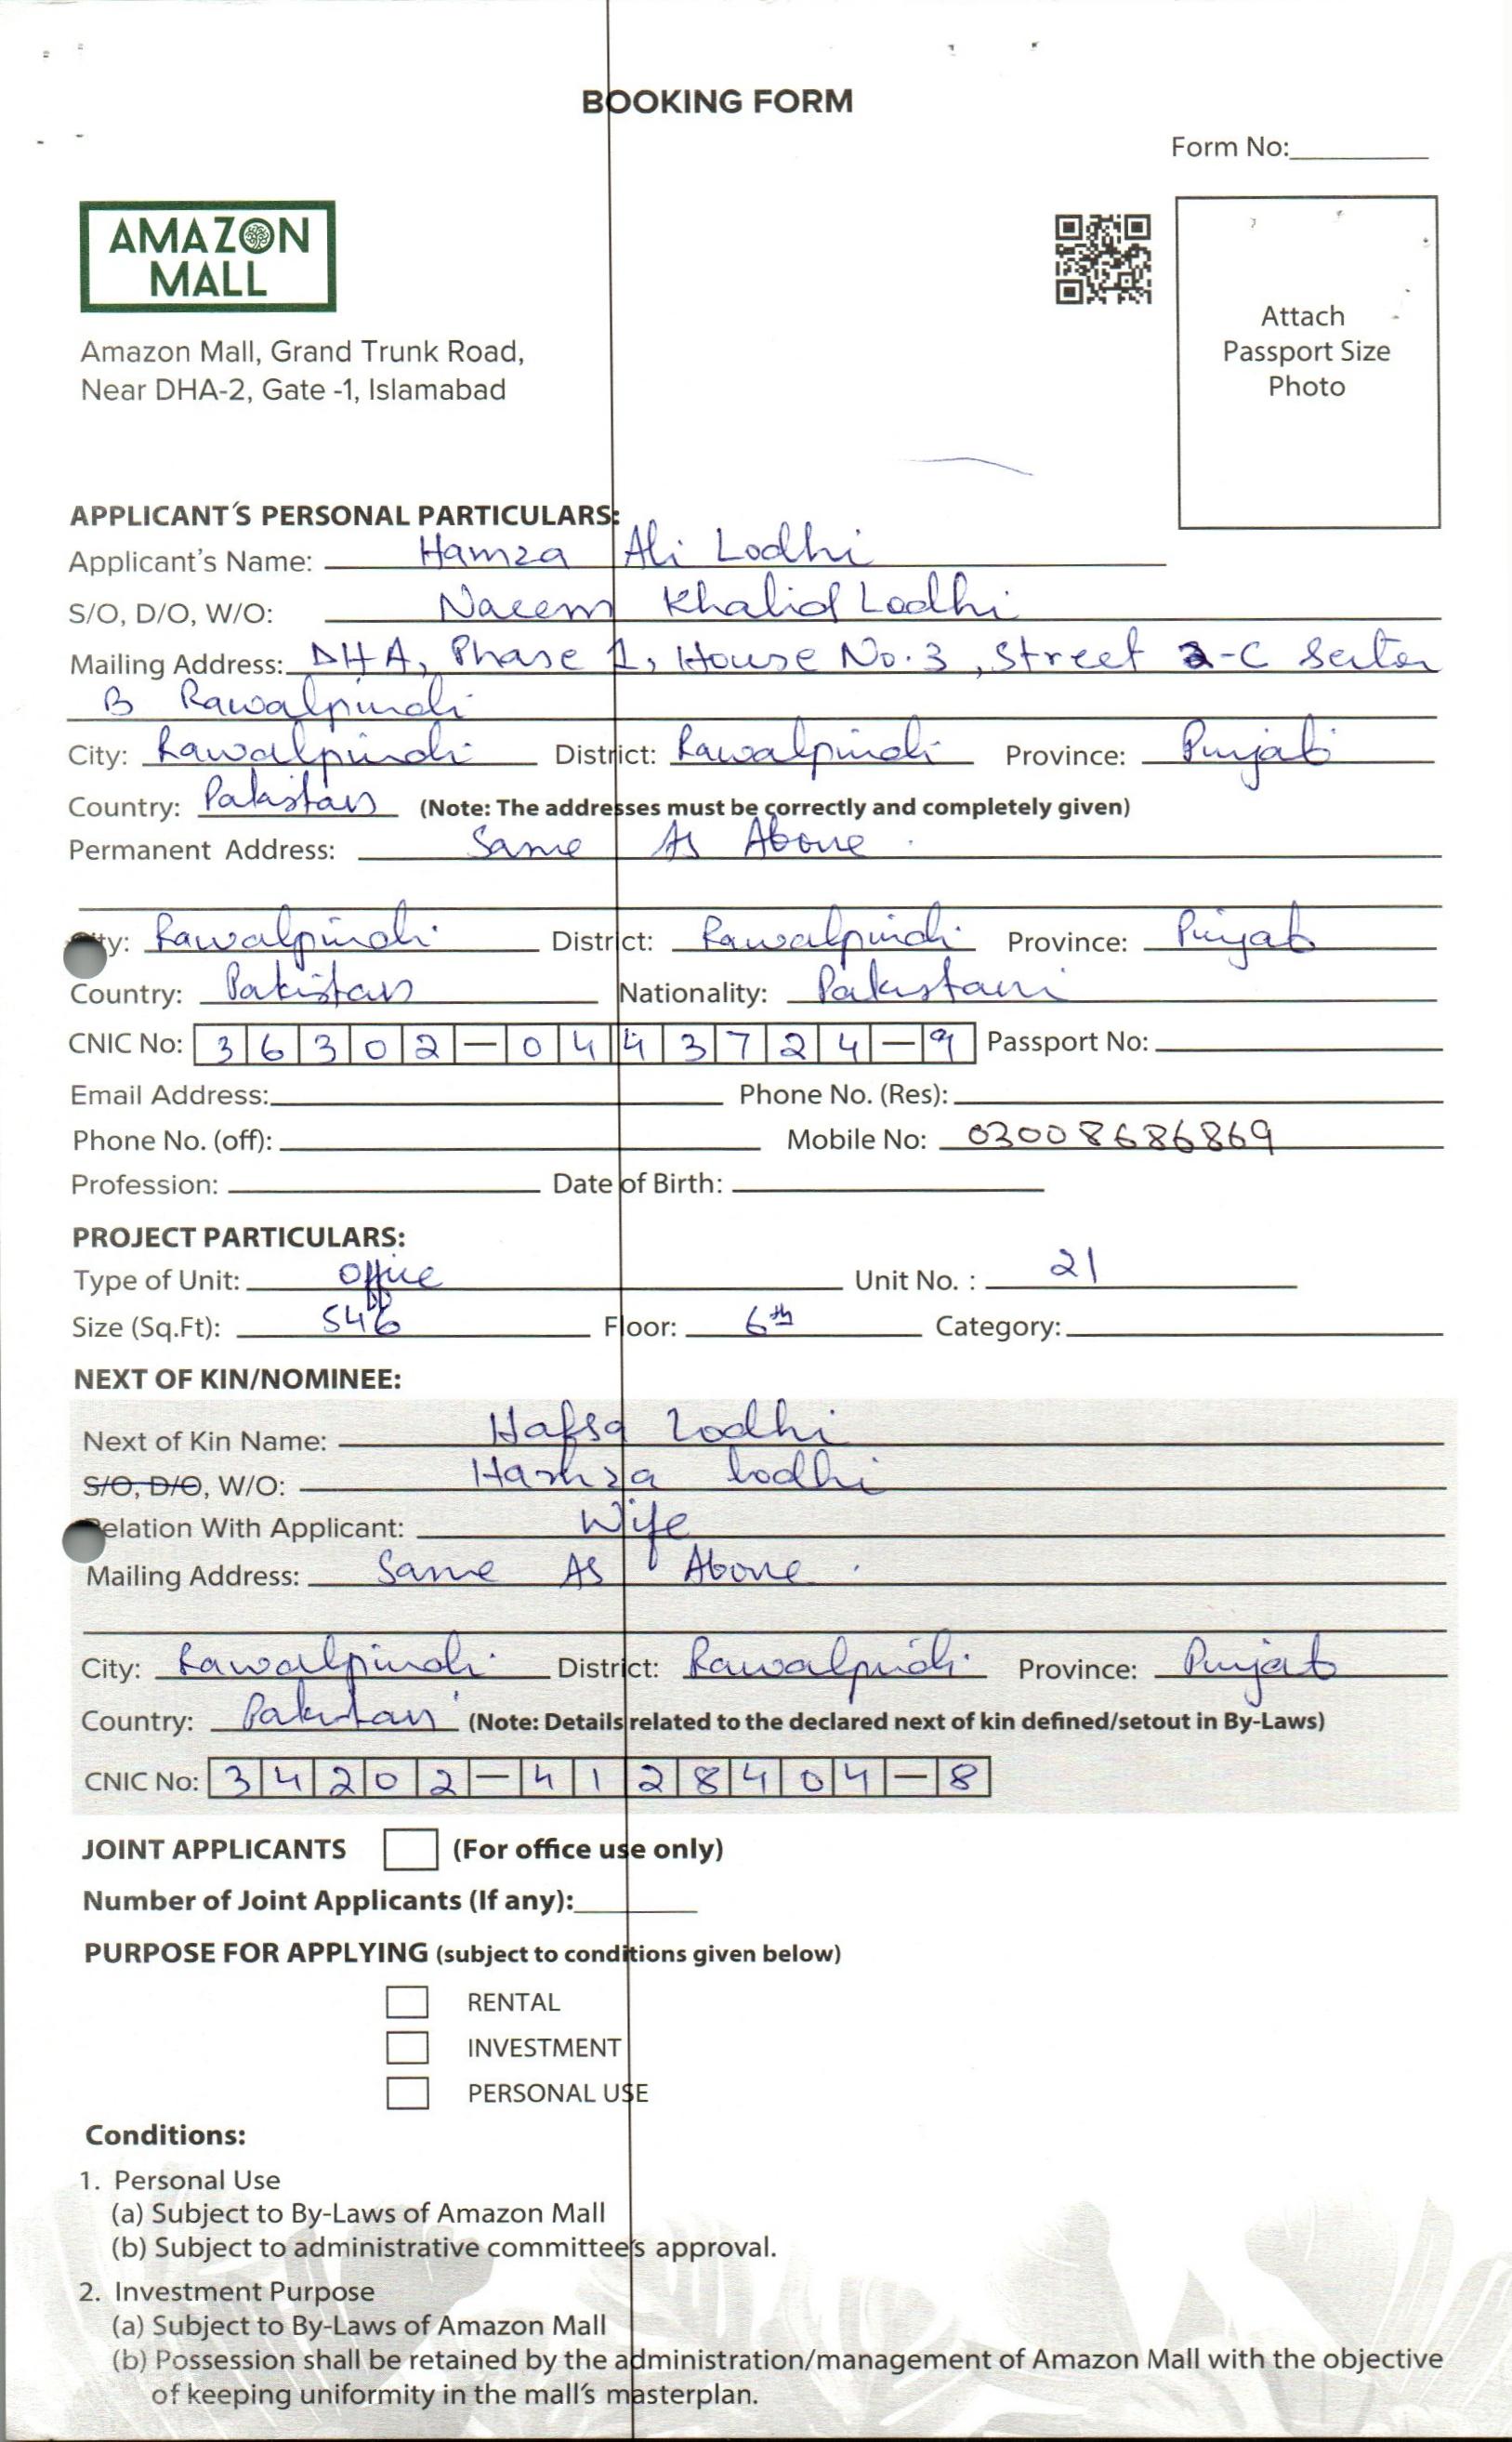 BOOKING FORM
Form No:
AMAZON
MALL
Amazon Mall, Grand Trunk Road,
Near DHA-2, Gate -1, Islamabad
Attach
Passport Size
Photo
APPLICANT'S PERSONAL PARTICULARS:
Applicant's Name: Hamza Ali Lodhi
S/O, D/O, W/O: Naeem Khalid Lodhi
Mailing Address: DHA, Phase 1, House No. 3, Street 2-C Sector
B Rawalpindi
City: Rawalpindi District: Rawalpindi Province: Punjab
Country: Pakistan (Note: The addresses must be correctly and completely given)
Permanent Address: Same As Above.
City: Rawalpindi District: Rawalpindi Province: Punjab
Country: Pakistan Nationality: Pakistani
CNIC No: 36302-0443724-9 Passport No:
Email Address: Phone No. (Res):
Phone No. (off): Mobile No: 03008686869
Profession: Date of Birth:
PROJECT PARTICULARS:
Type of Unit: Office Unit No. : 21
Size (Sq.Ft): 546 Floor: 6th Category:
NEXT OF KIN/NOMINEE:
Next of Kin Name: Hafsa Lodhi
S/O, D/O, W/O: Hamza Lodhi
Relation With Applicant: Wife
Mailing Address: Same As Above.
City: Rawalpindi District: Rawalpidi Province: Punjab
Country: Pakistan (Note: Details related to the declared next of kin defined/setout in By-Laws)
CNIC No: 34202-4128404-8
JOINT APPLICANTS (For office use only)
Number of Joint Applicants (If any):
PURPOSE FOR APPLYING (subject to conditions given below)
RENTAL
INVESTMENT
PERSONAL USE
Conditions:
1. Personal Use
(a) Subject to By-Laws of Amazon Mall
(b) Subject to administrative committee's approval.
2. Investment Purpose
(a) Subject to By-Laws of Amazon Mall
(b) Possession shall be retained by the administration/management of Amazon Mall with the objective
of keeping uniformity in the mall's masterplan.